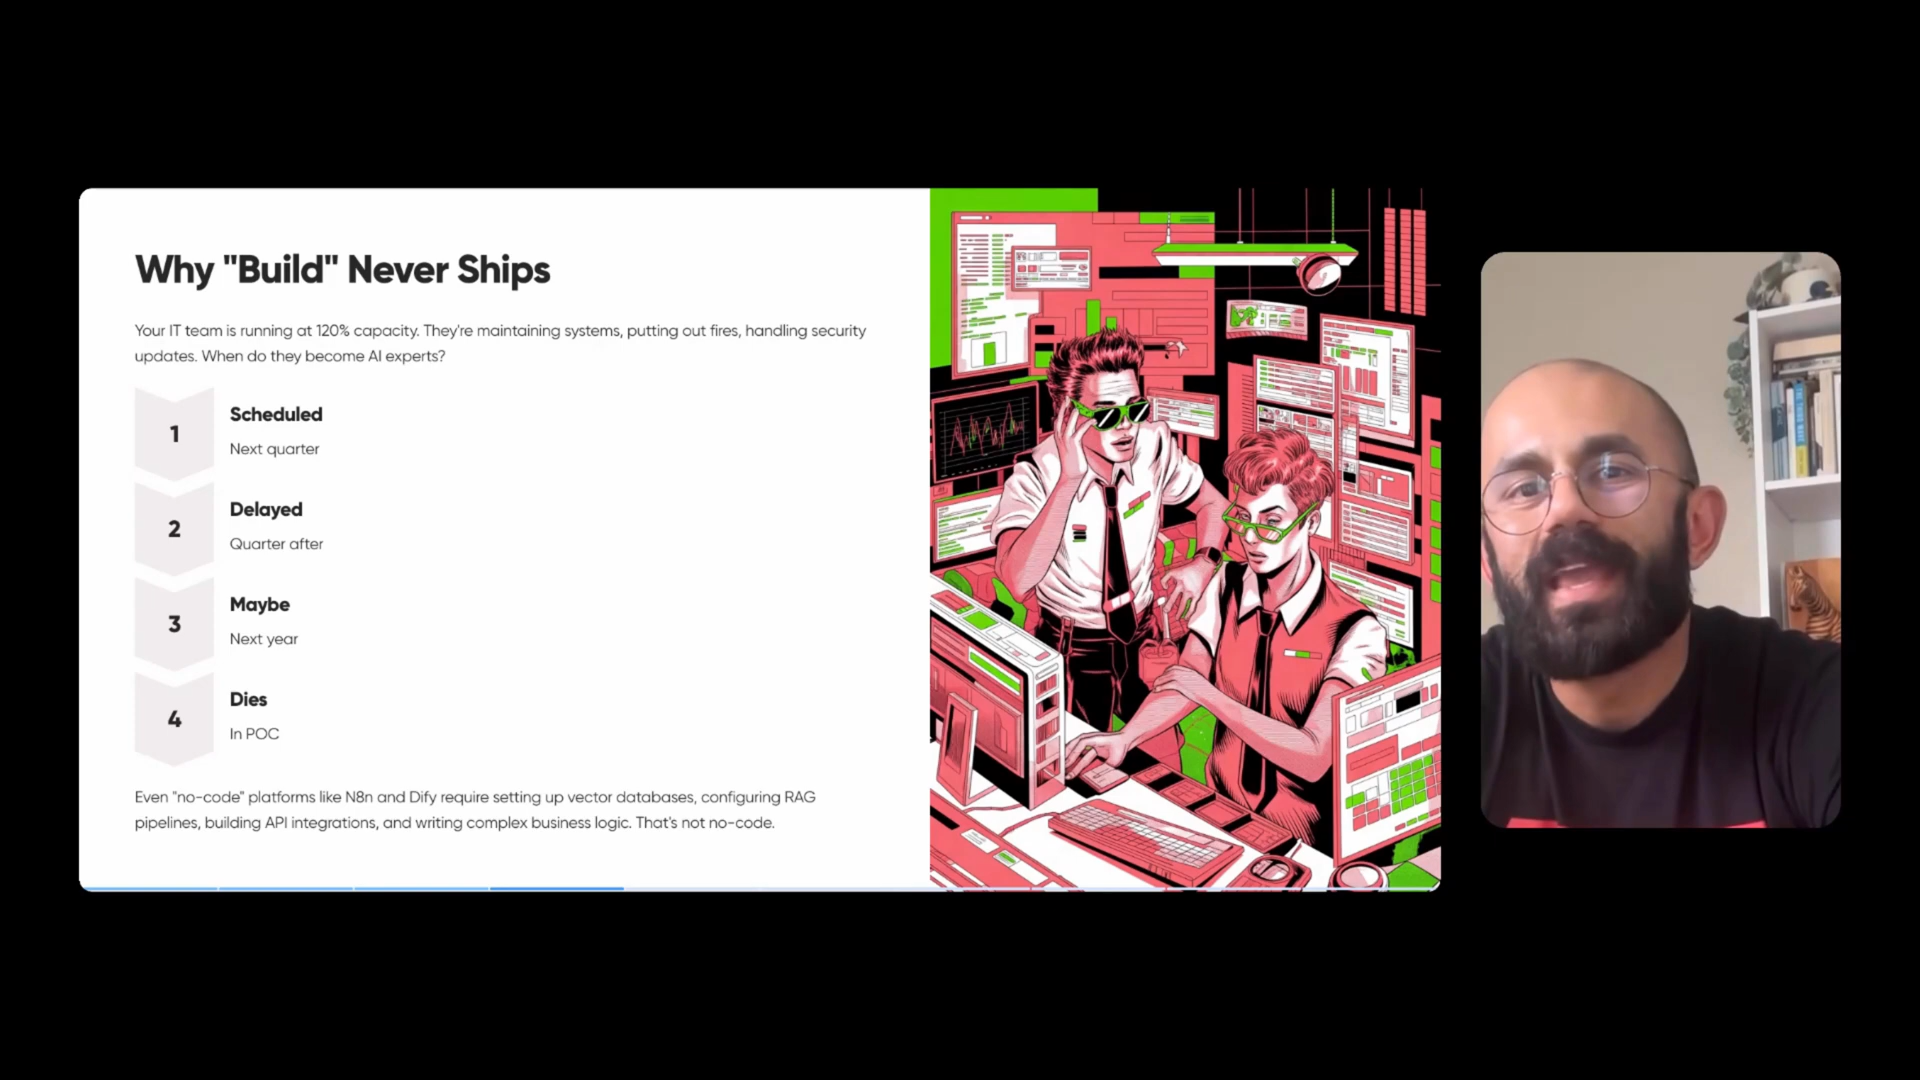 Why "Build" Never Ships
Your IT team is running at 120% capacity. They're maintaining systems, putting out fires, handling security
updates. When do they become AI experts?
1
Scheduled
Next quarter
2
Delayed
Quarter after
3
Maybe
Next year
4
Dies
In POC
Even "no-code" platforms like N8n and Dify require setting up vector databases, configuring RAG
pipelines, building API integrations, and writing complex business logic. That's not no-code.